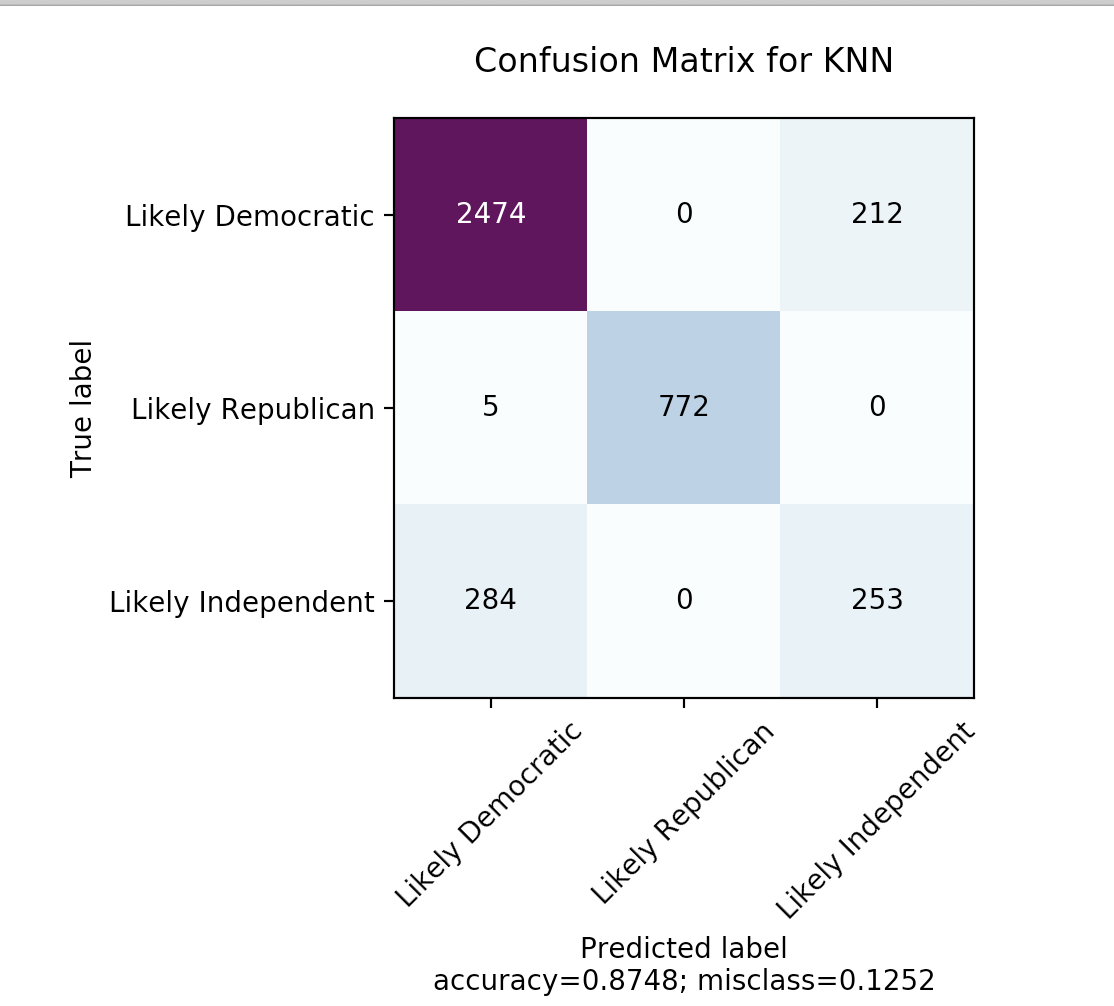 Confusion Matrix for KNN
True label
Likely Democratic
2474 0 212
Likely Republican
5 772 0
Likely Independent
284 0 253
Likely Democratic
Likely Republican
Likely Independent
Predicted label
accuracy=0.8748; misclass=0.1252